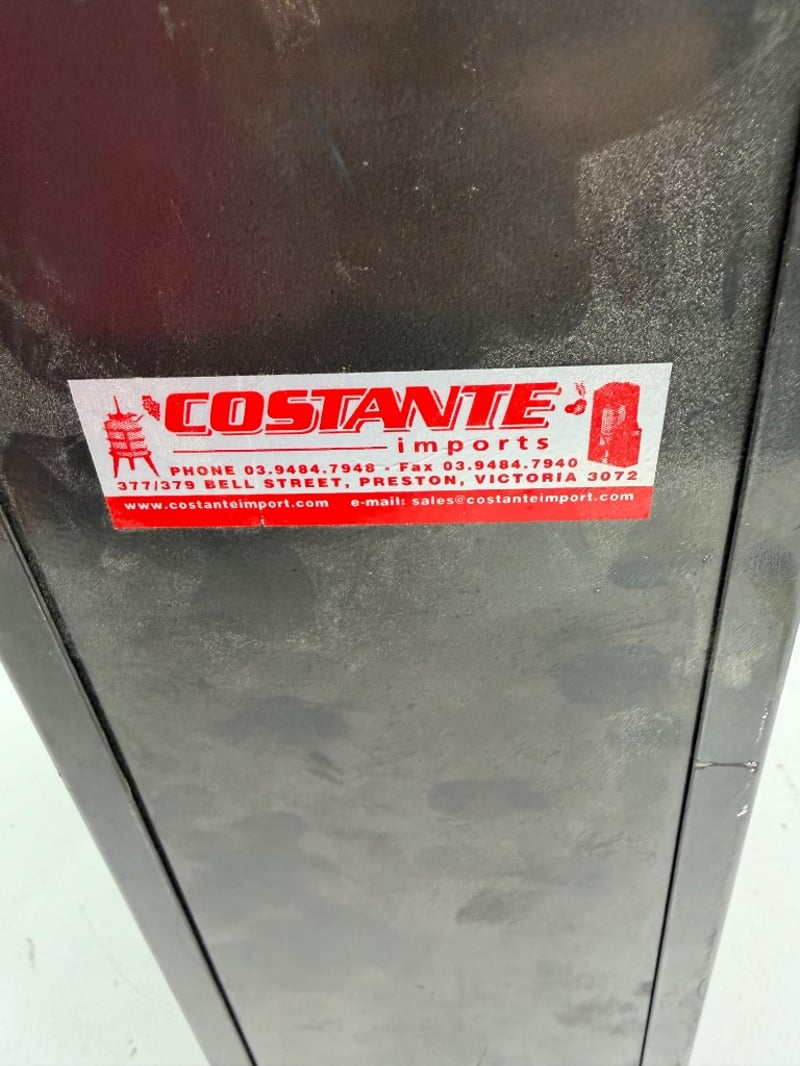 COSTANTE
imports
PHONE 03.9484.7948 - Fax 03.9484.7940
377/379 BELL STREET, PRESTON, VICTORIA 3072
www.costanteimport.com e-mail: sales@costanteimport.com